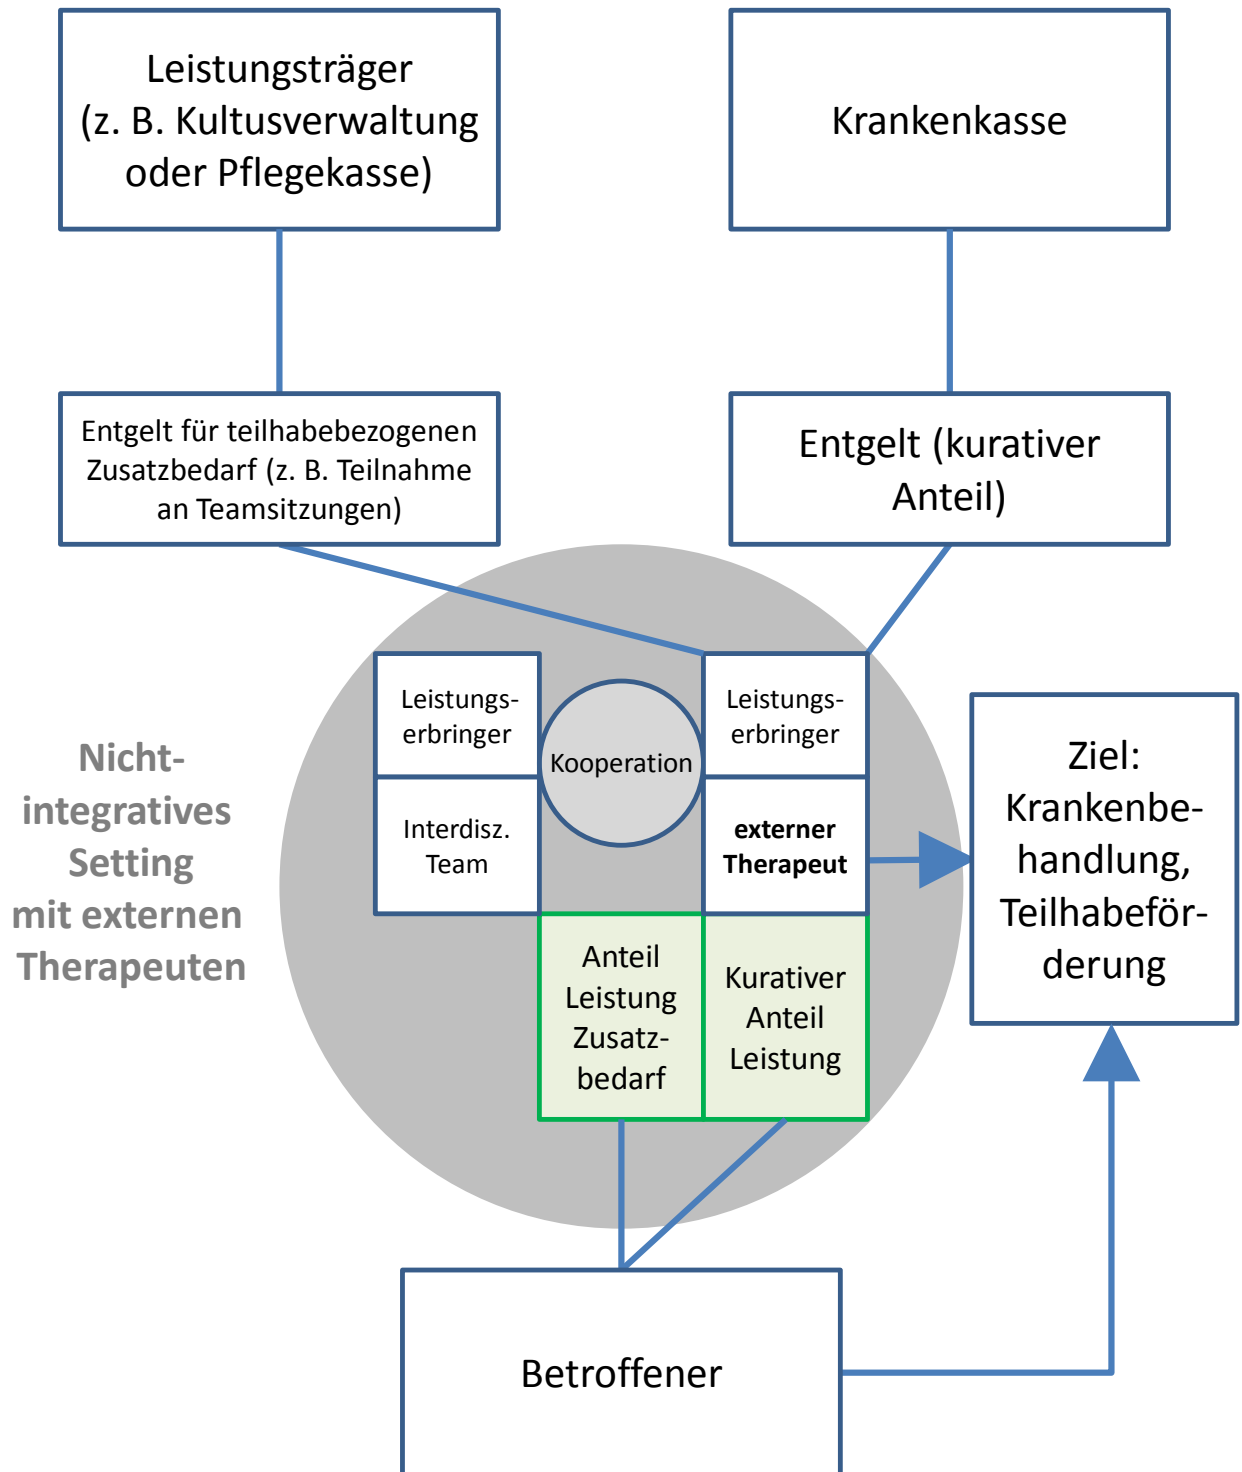 Leistungsträger
(z. B. Kultusverwaltung
oder Pflegekasse)
Krankenkasse
Entgelt für teilhabebezogenen
Zusatzbedarf (z. B. Teilnahme
an Teamsitzungen)
Entgelt (kurativer
Anteil)
Nicht-
integratives
Setting
mit externen
Therapeuten
Leistungs-
erbringer
Interdisz.
Team
Kooperation
Leistungs-
erbringer
externer
Therapeut
Anteil
Leistung
Zusatz-
bedarf
Kurativer
Anteil
Leistung
Ziel:
Krankenbe-
handlung,
Teilhabeför-
derung
Betroffener